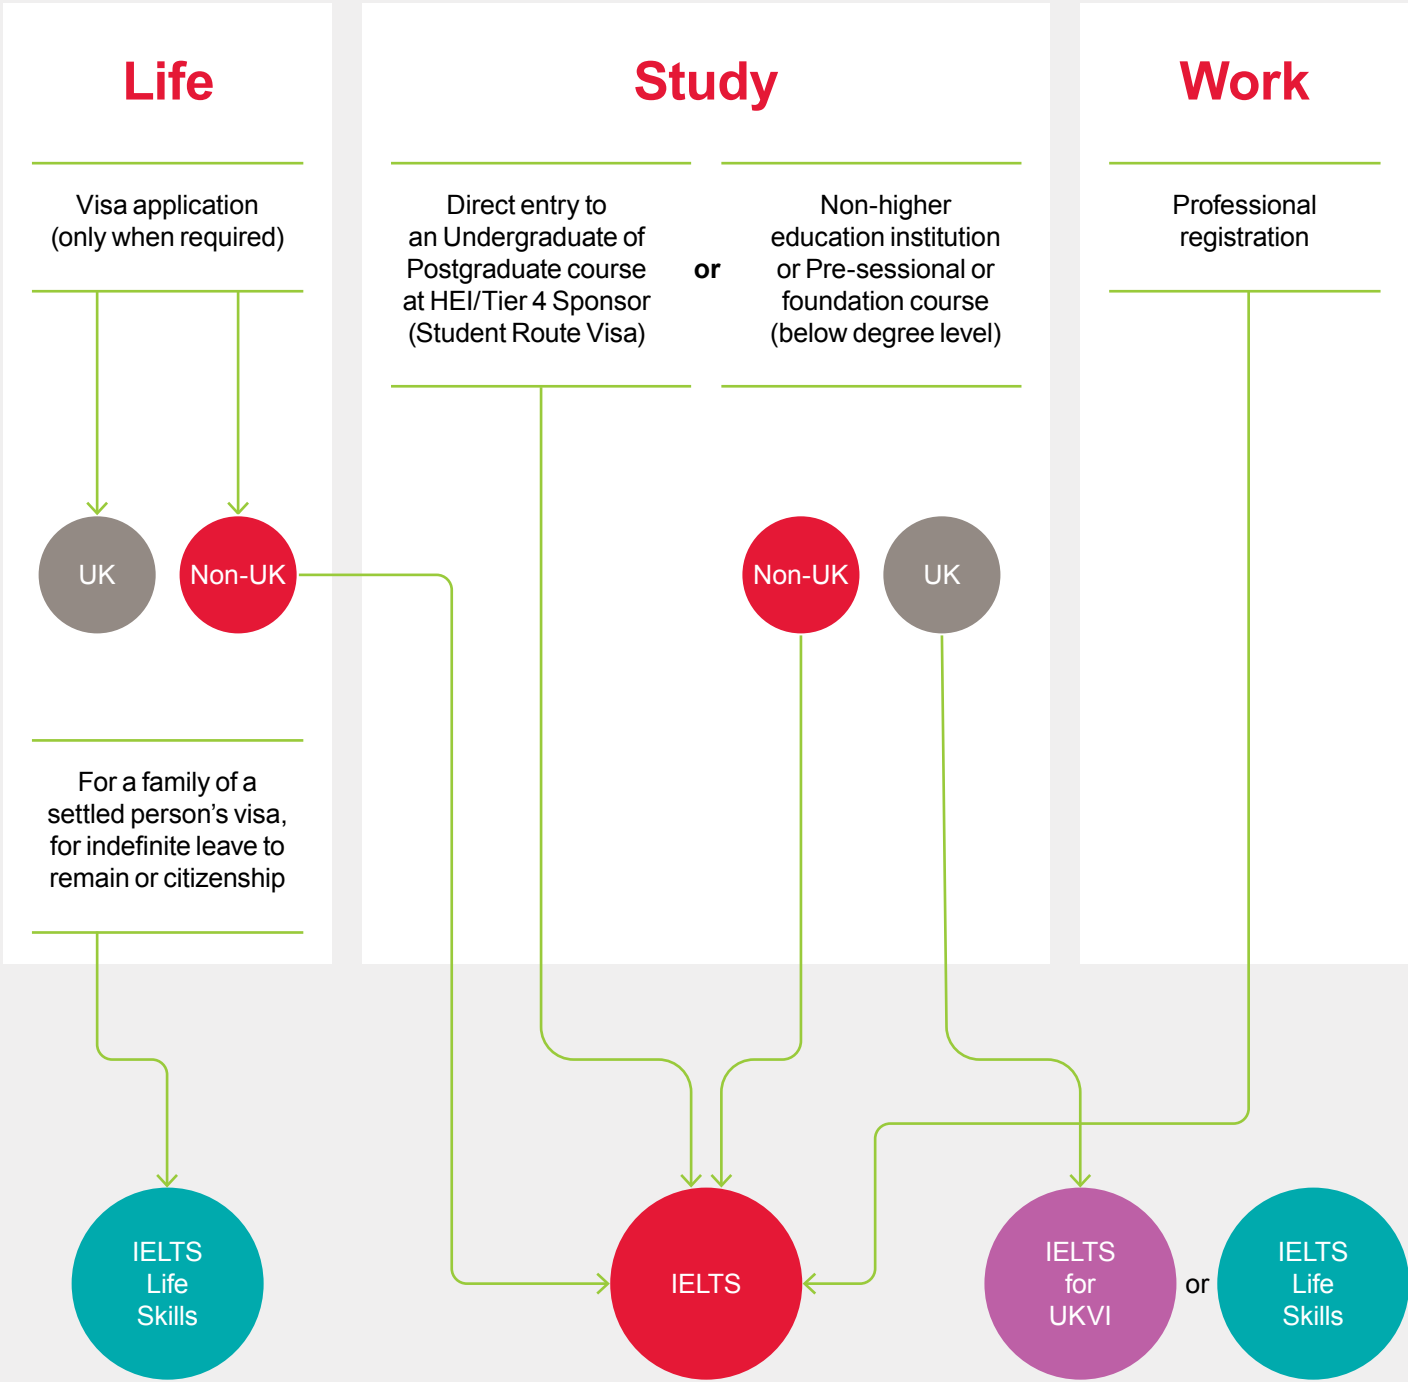 Life
Visa application
(only when required)
UK
Non-UK
For a family of a
settled person’s visa,
for indefinite leave to
remain or citizenship
Study
Direct entry to
an Undergraduate of
Postgraduate course
at HEI/Tier 4 Sponsor
(Student Route Visa)
or
Non-higher
education institution
or Pre-sessional or
foundation course
(below degree level)
Non-UK
UK
Work
Professional
registration
IELTS
Life
Skills
IELTS
IELTS
for
UKVI
or
IELTS
Life
Skills